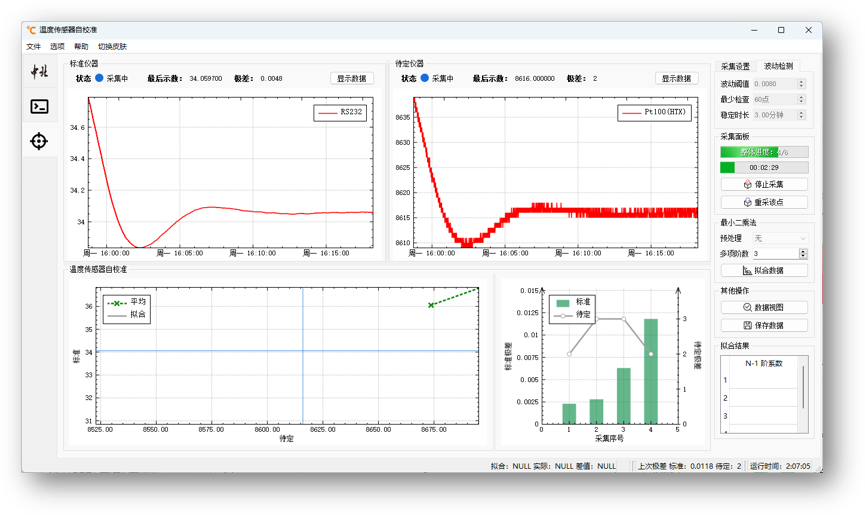 温度传感器自校准
文件 选项 帮助 切换皮肤
标准仪器
状态 采集中 最后示数: 34.059700 极差: 0.0048 显示数据
RS232
34.6
34.4
34.2
34
周一 16:00:00 周一 16:05:00 周一 16:10:00 周一 16:15:00
待定仪器
状态 采集中 最后示数: 8616.000000 极差: 2 显示数据
Pt100(HTX)
8635
8630
8625
8620
8615
8610
周一 16:00:00 周一 16:05:00 周一 16:10:00 周一 16:15:00
温度传感器自校准
平均
拟合
标准
36
35
34
33
32
31
8525.00 8550.00 8575.00 8600.00 8625.00 8650.00 8675.00
待定
标准
待定
标准极差
0.015
0.0125
0.01
0.0075
0.005
0.0025
0
0 1 2 3 4 5
采集序号
3
2
1
0
待定极差
采集设置 波动检测
波动阈值 0.0080
最少检查 60点
稳定时长 3.00分钟
采集面板
整体进度: 4/6
00:02:29
停止采集
重采该点
最小二乘法
预处理 无
多项阶数 3
拟合数据
其他操作
数据视图
保存数据
拟合结果
N-1 阶系数
1
2
3
拟合: NULL 实际: NULL 差值: NULL 上次极差 标准: 0.0118 待定: 2 运行时间: 2:07:05